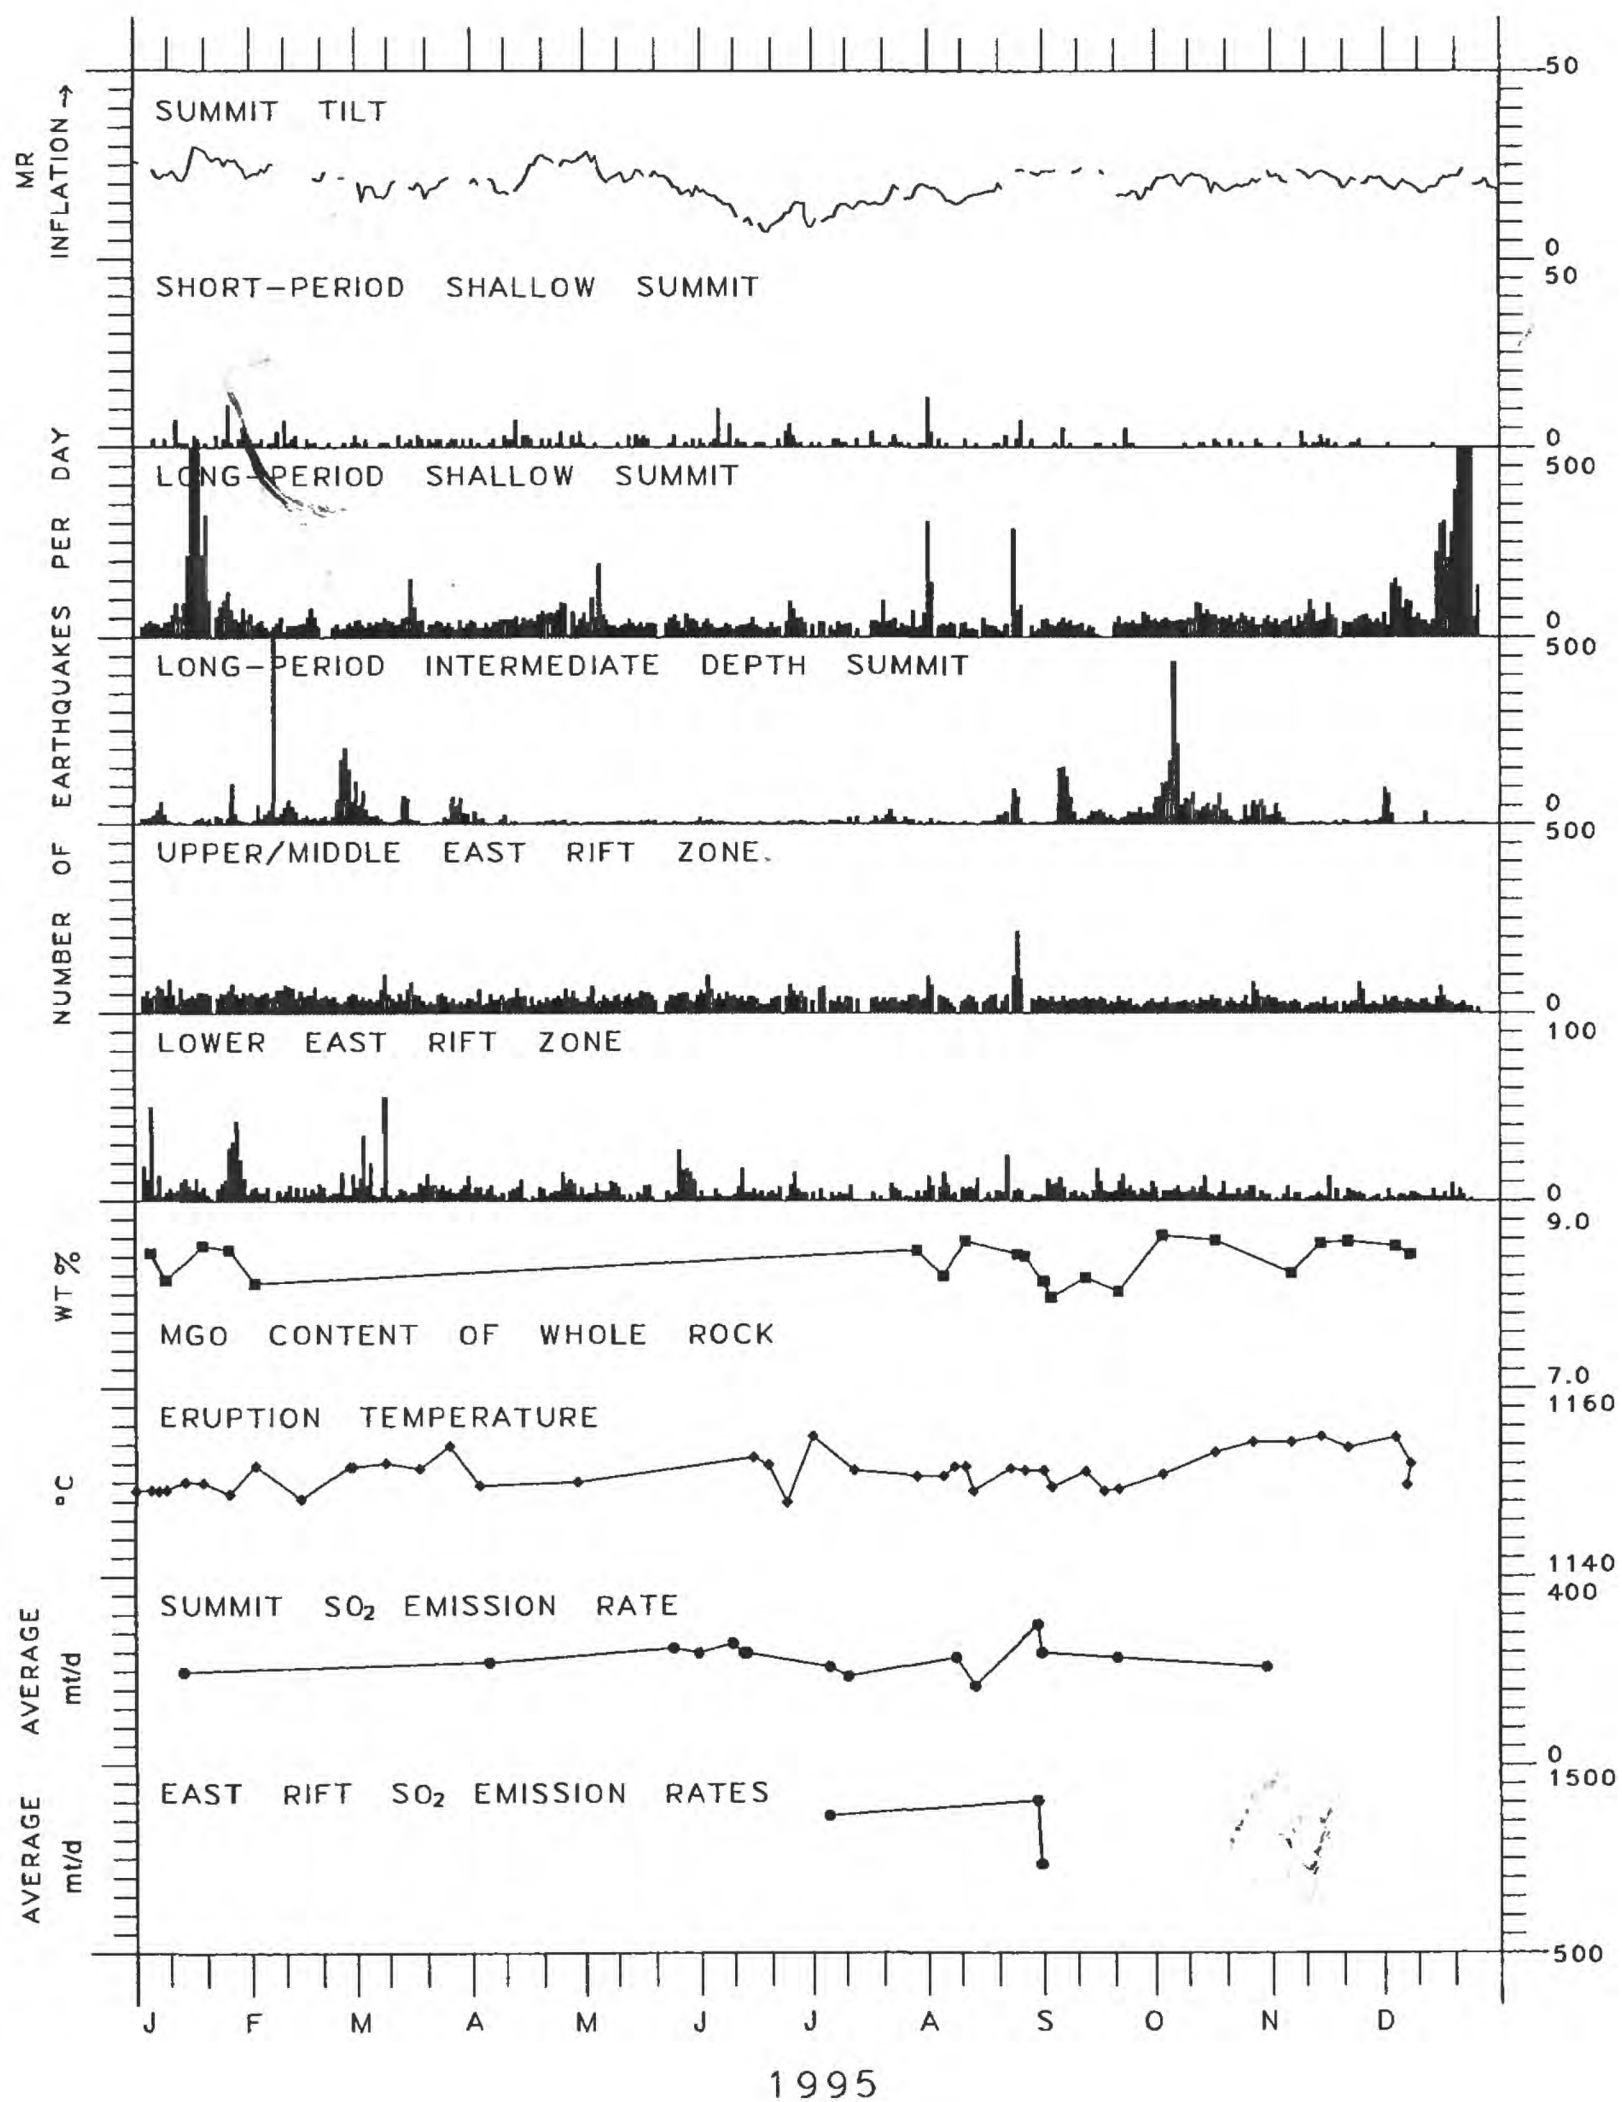 50
MR
INFLATION →
SUMMIT TILT
0
50
SHORT-PERIOD SHALLOW SUMMIT
0
NUMBER OF EARTHQUAKES PER DAY
500
LONG-PERIOD SHALLOW SUMMIT
0
500
LONG-PERIOD INTERMEDIATE DEPTH SUMMIT
0
500
UPPER/MIDDLE EAST RIFT ZONE
0
100
LOWER EAST RIFT ZONE
0
9.0
WT %
MGO CONTENT OF WHOLE ROCK
7.0
1160
ERUPTION TEMPERATURE
°C
1140
400
SUMMIT SO₂ EMISSION RATE
AVERAGE
mt/d
0
1500
EAST RIFT SO₂ EMISSION RATES
AVERAGE
mt/d
500
J F M A M J J A S O N D
1995